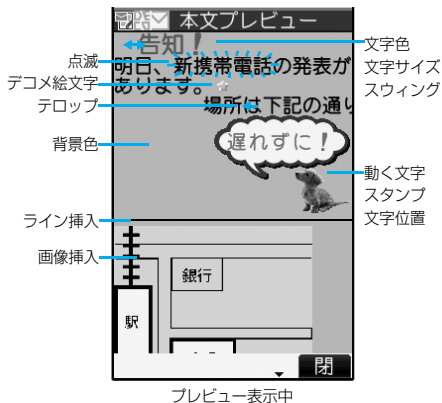 本文プレビュー
告知！
明日、新携帯電話の発表が
あります。
場所は下記の通り
遅れずに！
銀行
駅
閉
点滅
デコメ絵文字
テロップ
背景色
ライン挿入
画像挿入
文字色
文字サイズ
スウィング
動く文字
スタンプ
文字位置
プレビュー表示中